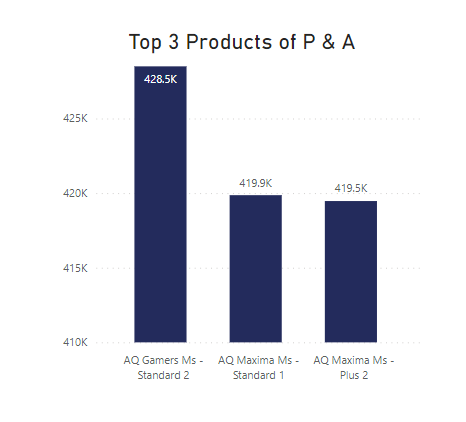 Top 3 Products of P & A
428.5K
425K
419.9K
419.5K
420K
415K
410K
AQ Gamers Ms -
Standard 2
AQ Maxima Ms -
Standard 1
AQ Maxima Ms -
Plus 2